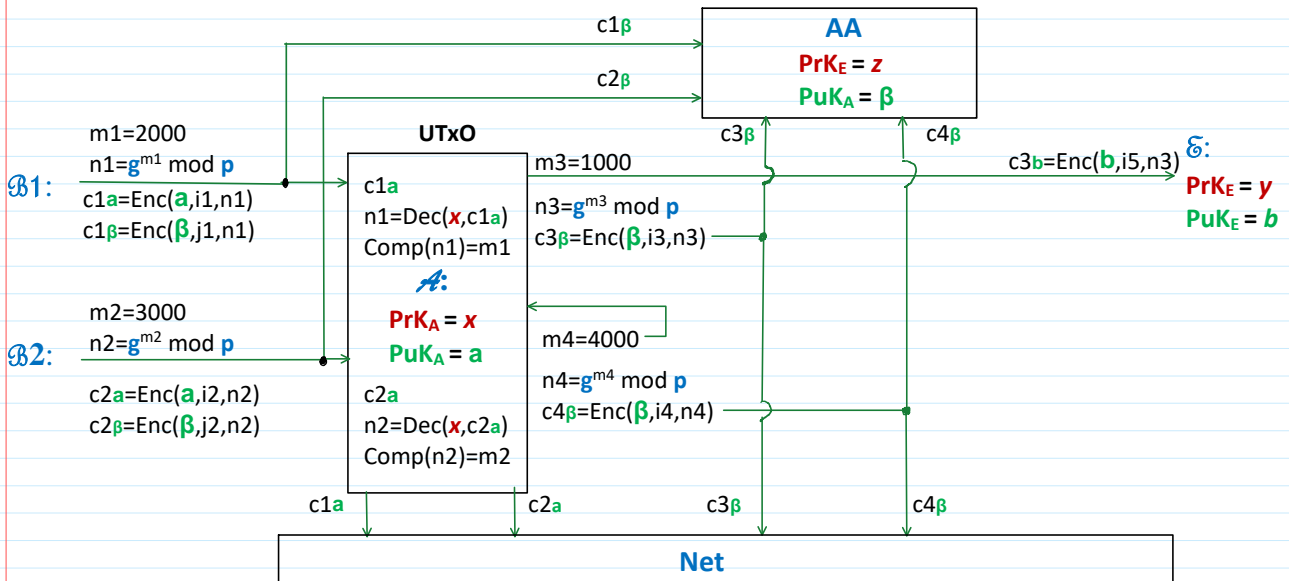 c1β
c2β
AA
PrKE = z
PuKA = β
c3β
c4β
UTxO
ℬ1:
m1=2000
n1=g^m1 mod p
c1a=Enc(a,i1,n1)
c1β=Enc(β,j1,n1)
c1a
n1=Dec(x,c1a)
Comp(n1)=m1
𝒜:
PrKA = x
PuKA = a
c2a
n2=Dec(x,c2a)
Comp(n2)=m2
m3=1000
n3=g^m3 mod p
c3β=Enc(β,i3,n3)
c3b=Enc(b,i5,n3)
ℰ:
PrKE = y
PuKE = b
ℬ2:
m2=3000
n2=g^m2 mod p
c2a=Enc(a,i2,n2)
c2β=Enc(β,j2,n2)
m4=4000
n4=g^m4 mod p
c4β=Enc(β,i4,n4)
c1a
c2a
c3β
c4β
Net